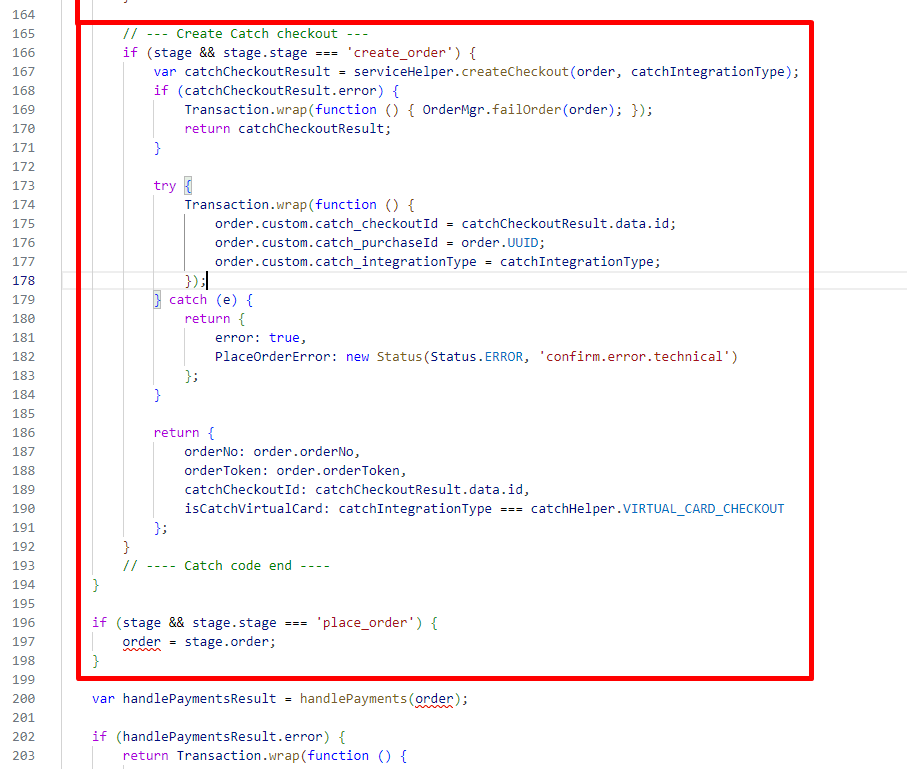 164
165 // --- Create Catch checkout ---
166 if (stage && stage.stage === 'create_order') {
167 var catchCheckoutResult = serviceHelper.createCheckout(order, catchIntegrationType);
168 if (catchCheckoutResult.error) {
169 Transaction.wrap(function () { OrderMgr.failOrder(order); });
170 return catchCheckoutResult;
171 }
172
173 try {
174 Transaction.wrap(function () {
175 order.custom.catch_checkoutId = catchCheckoutResult.data.id;
176 order.custom.catch_purchaseId = order.UUID;
177 order.custom.catch_integrationType = catchIntegrationType;
178 });
179 } catch (e) {
180 return {
181 error: true,
182 PlaceOrderError: new Status(Status.ERROR, 'confirm.error.technical')
183 };
184 }
185
186 return {
187 orderNo: order.orderNo,
188 orderToken: order.orderToken,
189 catchCheckoutId: catchCheckoutResult.data.id,
190 isCatchVirtualCard: catchIntegrationType === catchHelper.VIRTUAL_CARD_CHECKOUT
191 };
192 }
193 // ---- Catch code end ----
194 }
195
196 if (stage && stage.stage === 'place_order') {
197 order = stage.order;
198 }
199
200 var handlePaymentsResult = handlePayments(order);
201
202 if (handlePaymentsResult.error) {
203 return Transaction.wrap(function () {